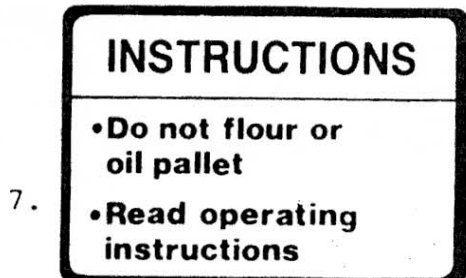 INSTRUCTIONS
•Do not flour or
oil pallet
7.
•Read operating
instructions